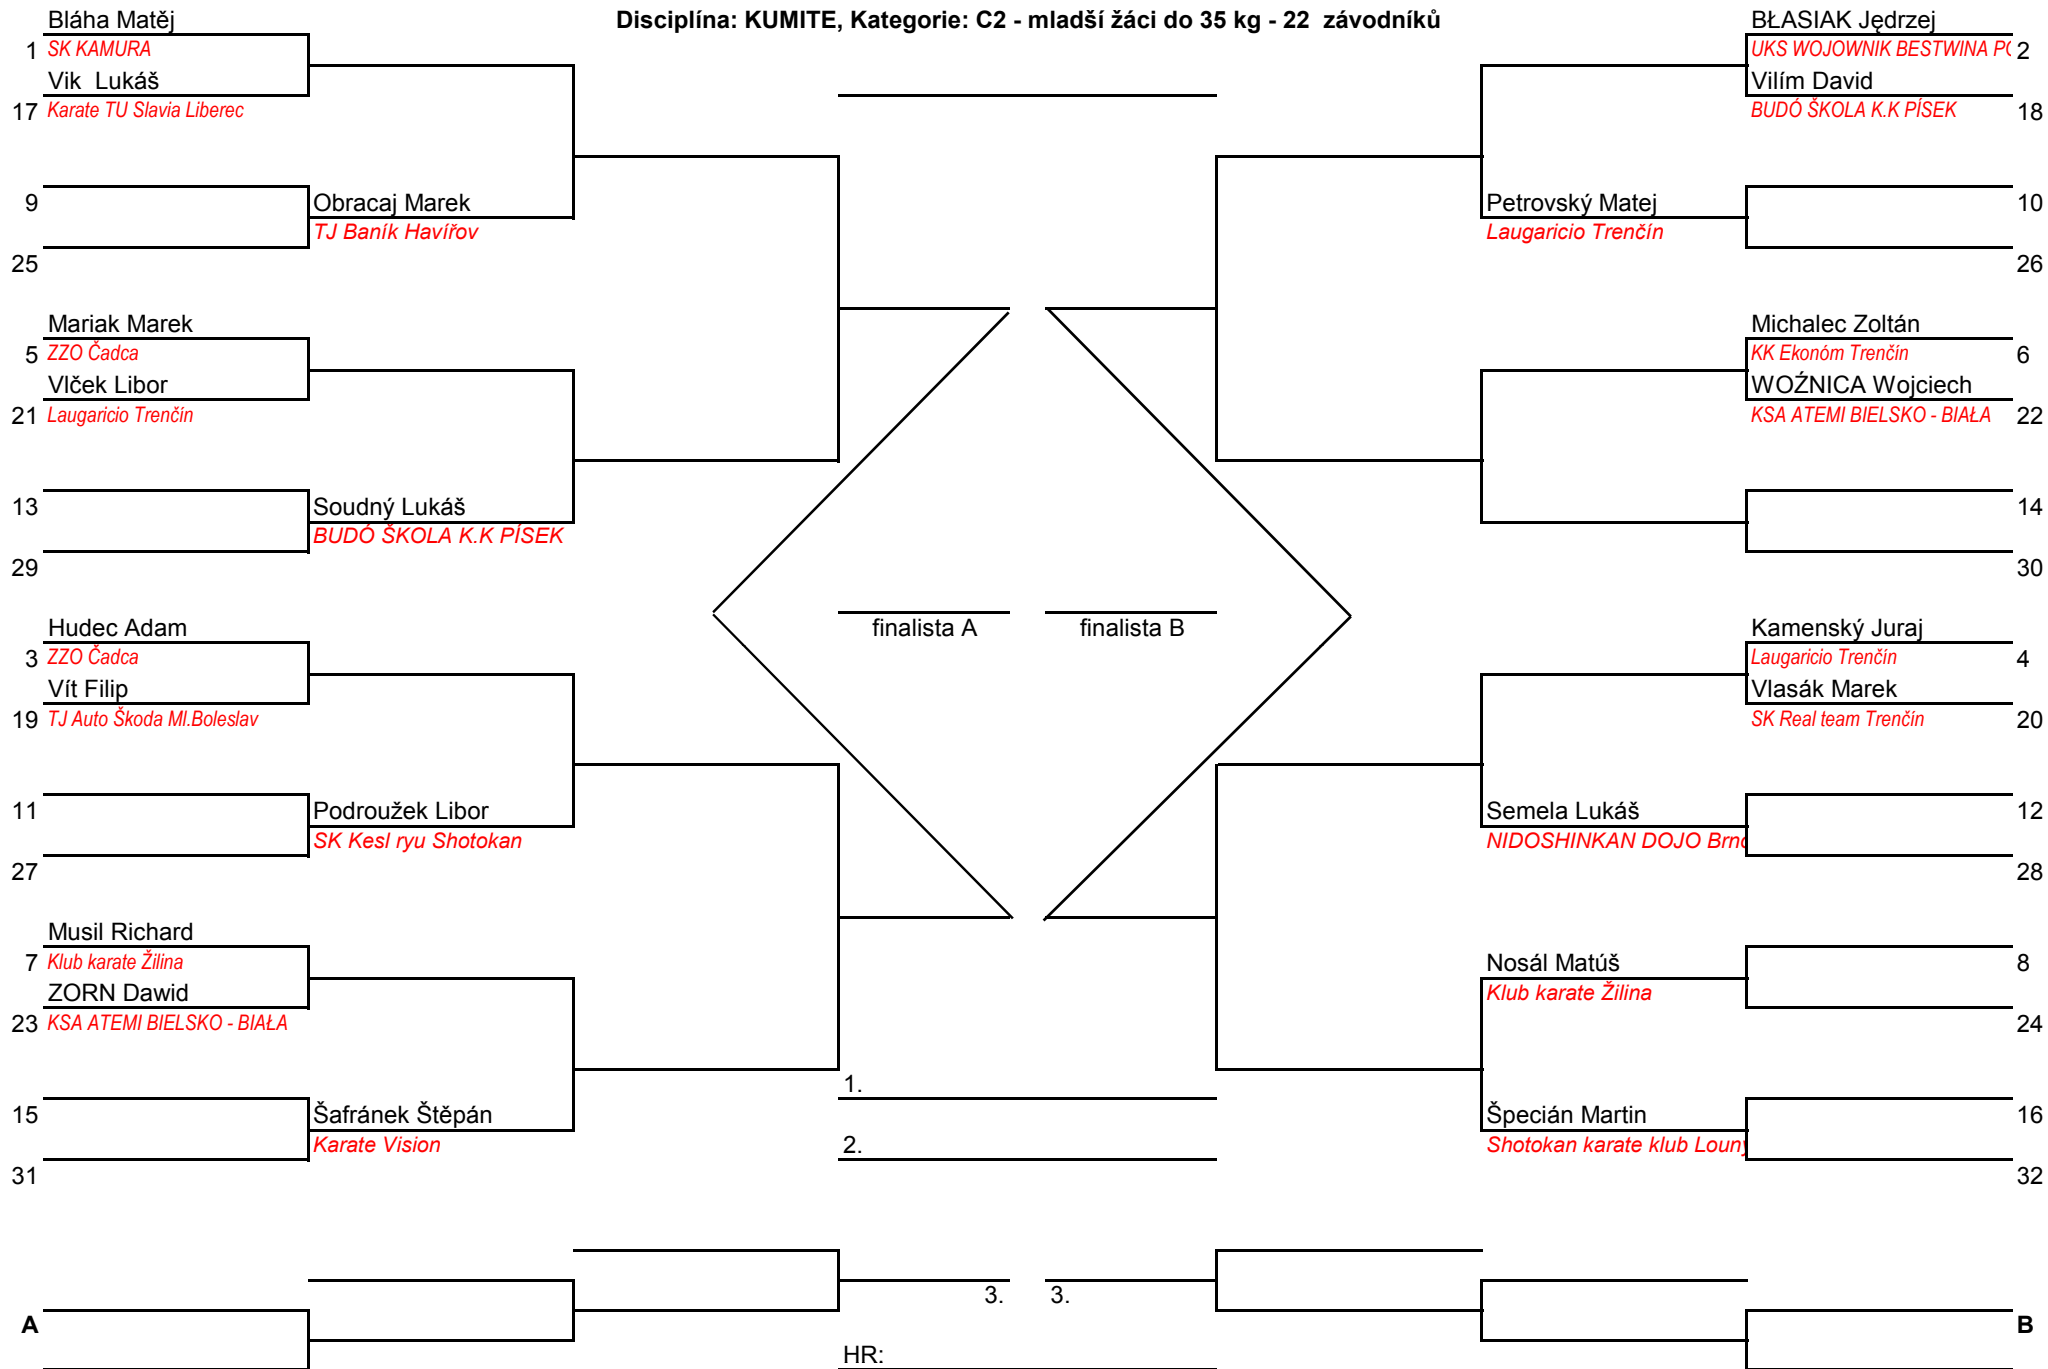 Disciplína: KUMITE, Kategorie: C2 - mladší žáci do 35 kg - 22 závodníků
Bláha Matěj
1 SK KAMURA
Vik Lukáš
17 Karate TU Slavia Liberec
9
Obracaj Marek
TJ Baník Havířov
25
Mariak Marek
5 ZZO Čadca
Vlček Libor
21 Laugaricio Trenčín
13
Soudný Lukáš
BUDÓ ŠKOLA K.K PÍSEK
29
Hudec Adam
3 ZZO Čadca
Vít Filip
19 TJ Auto Škoda Ml.Boleslav
11
Podroužek Libor
SK Kesl ryu Shotokan
27
Musil Richard
7 Klub karate Žilina
ZORN Dawid
23 KSA ATEMI BIELSKO - BIAŁA
15
Šafránek Štěpán
Karate Vision
31
A
finalista A
finalista B
1.
2.
3.
3.
HR:
BŁASIAK Jędrzej
UKS WOJOWNIK BESTWINA 2
Vilím David
BUDÓ ŠKOLA K.K PÍSEK 18
Petrovský Matej
Laugaricio Trenčín
10
26
Michalec Zoltán
KK Ekonóm Trenčín 6
WOŹNICA Wojciech
KSA ATEMI BIELSKO - BIAŁA 22
14
30
Kamenský Juraj
Laugaricio Trenčín 4
Vlasák Marek
SK Real team Trenčín 20
Semela Lukáš
NIDOSHINKAN DOJO Brno
12
28
Nosál Matúš
Klub karate Žilina
8
24
Špecián Martin
Shotokan karate klub Louny
16
32
B